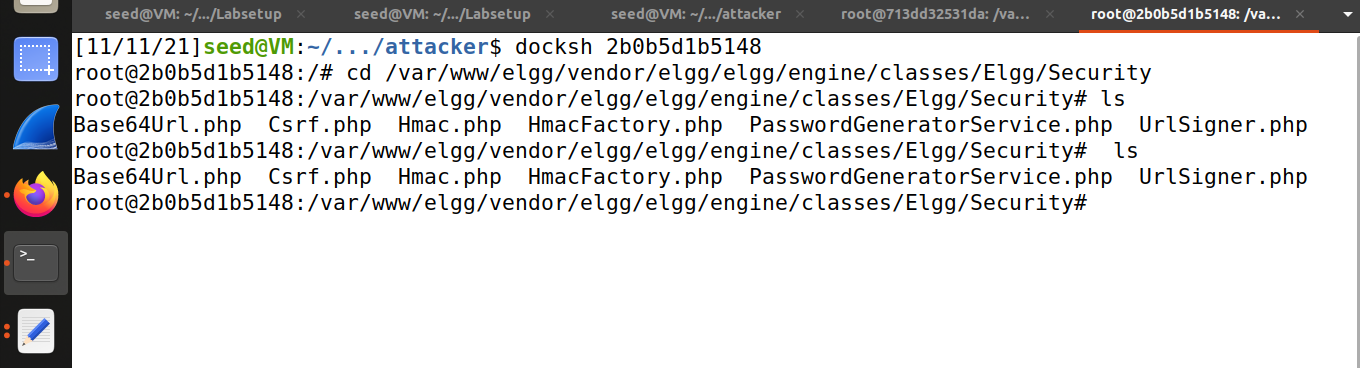 seed@VM: ~/.../Labsetup × seed@VM: ~/.../Labsetup × seed@VM: ~/.../attacker × root@713dd32531da: /va... × root@2b0b5d1b5148: /va... ×
[11/11/21]seed@VM:~/.../attacker$ docksh 2b0b5d1b5148
root@2b0b5d1b5148:/# cd /var/www/elgg/vendor/elgg/elgg/engine/classes/Elgg/Security
root@2b0b5d1b5148:/var/www/elgg/vendor/elgg/elgg/engine/classes/Elgg/Security# ls
Base64Url.php  Csrf.php  Hmac.php  HmacFactory.php  PasswordGeneratorService.php  UrlSigner.php
root@2b0b5d1b5148:/var/www/elgg/vendor/elgg/elgg/engine/classes/Elgg/Security#  ls
Base64Url.php  Csrf.php  Hmac.php  HmacFactory.php  PasswordGeneratorService.php  UrlSigner.php
root@2b0b5d1b5148:/var/www/elgg/vendor/elgg/elgg/engine/classes/Elgg/Security#
>_